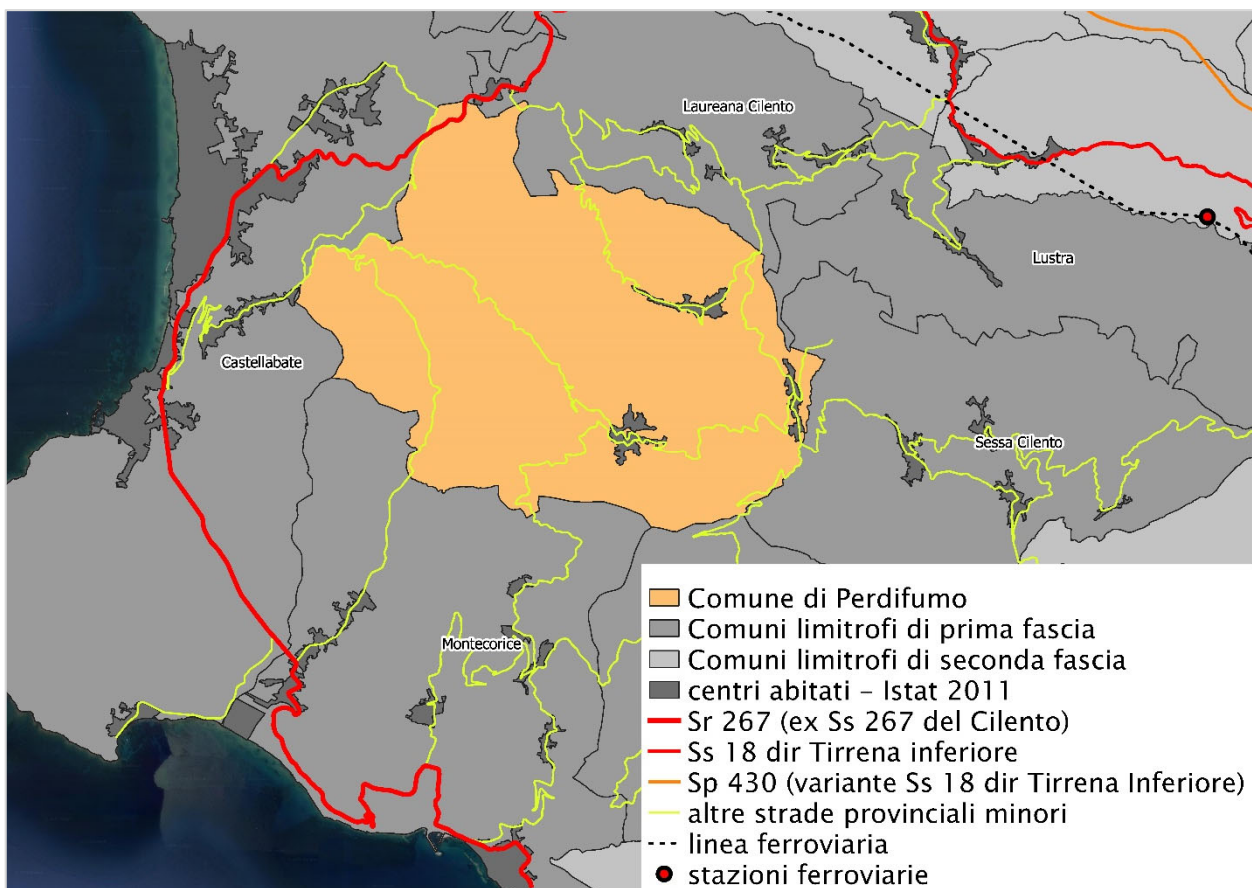 Laureana Cilento
Lustra
Castellabate
Sessa Cilento
Montecorice
Comune di Perdifumo
Comuni limitrofi di prima fascia
Comuni limitrofi di seconda fascia
centri abitati – Istat 2011
Sr 267 (ex Ss 267 del Cilento)
Ss 18 dir Tirrena inferiore
Sp 430 (variante Ss 18 dir Tirrena Inferiore)
altre strade provinciali minori
linea ferroviaria
stazioni ferroviarie